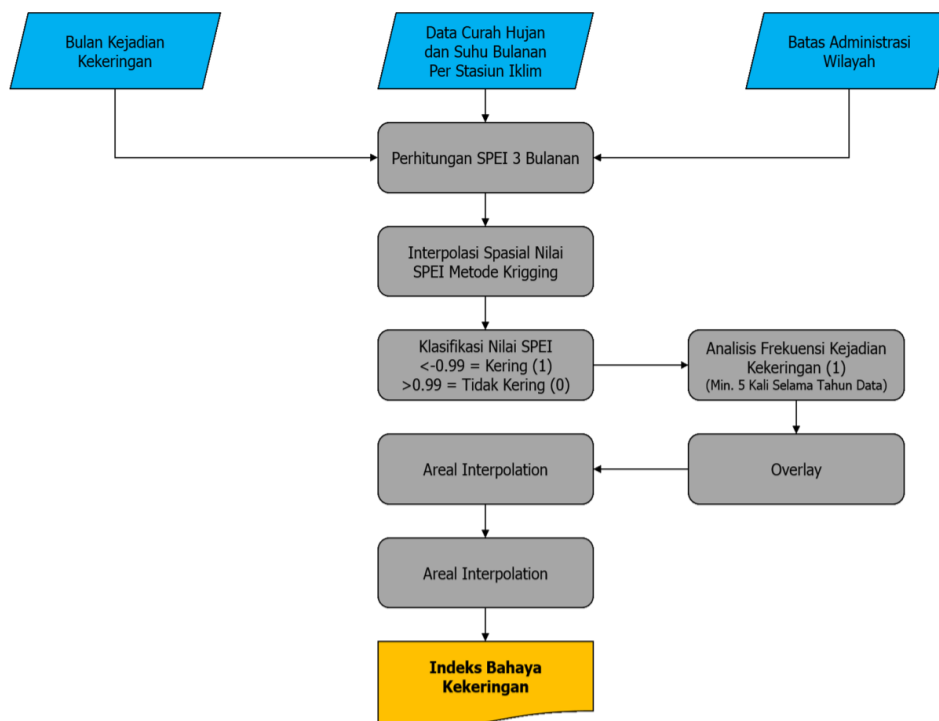 Bulan Kejadian
Kekeringan
Data Curah Hujan
dan Suhu Bulanan
Per Stasiun Iklim
Batas Administrasi
Wilayah
Perhitungan SPEI 3 Bulanan
Interpolasi Spasial Nilai
SPEI Metode Krigging
Klasifikasi Nilai SPEI
<-0.99 = Kering (1)
>0.99 = Tidak Kering (0)
Analisis Frekuensi Kejadian
Kekeringan (1)
(Min. 5 Kali Selama Tahun Data)
Overlay
Areal Interpolation
Areal Interpolation
Indeks Bahaya
Kekeringan